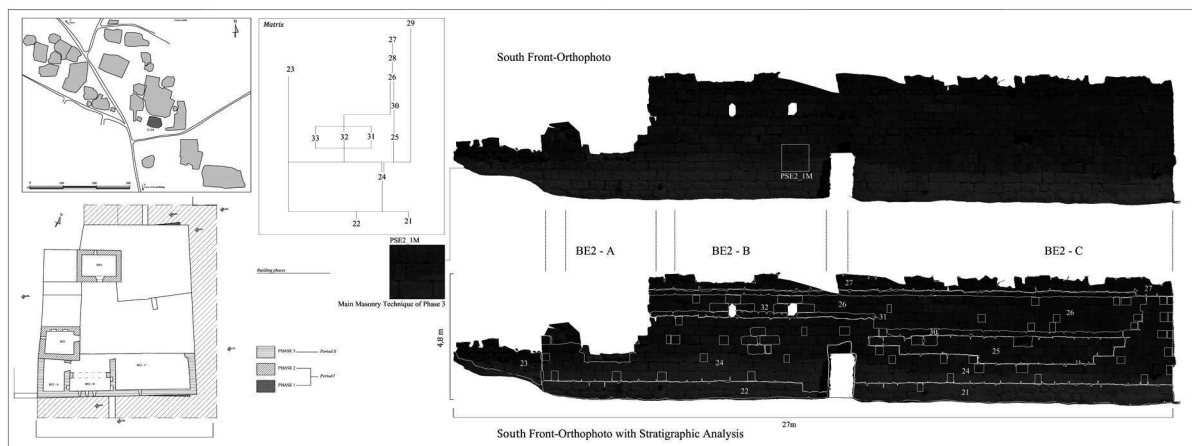 N
Matrix
29
27
28
23
26
30
33 32 31
25
24
22 21
PSE2_1M
Main Masonry Technique of Phase 3
Building phases
PHASE 3 Period II
PHASE 2 Period I
PHASE 1
BE2 - A
BE2 - B
South Front-Orthophoto
PSE2_1M
BE2 - A BE2 - B BE2 - C
27 27
32 26 26
31
30
23 24 25
24
22 21
4,8 m
27m
South Front-Orthophoto with Stratigraphic Analysis